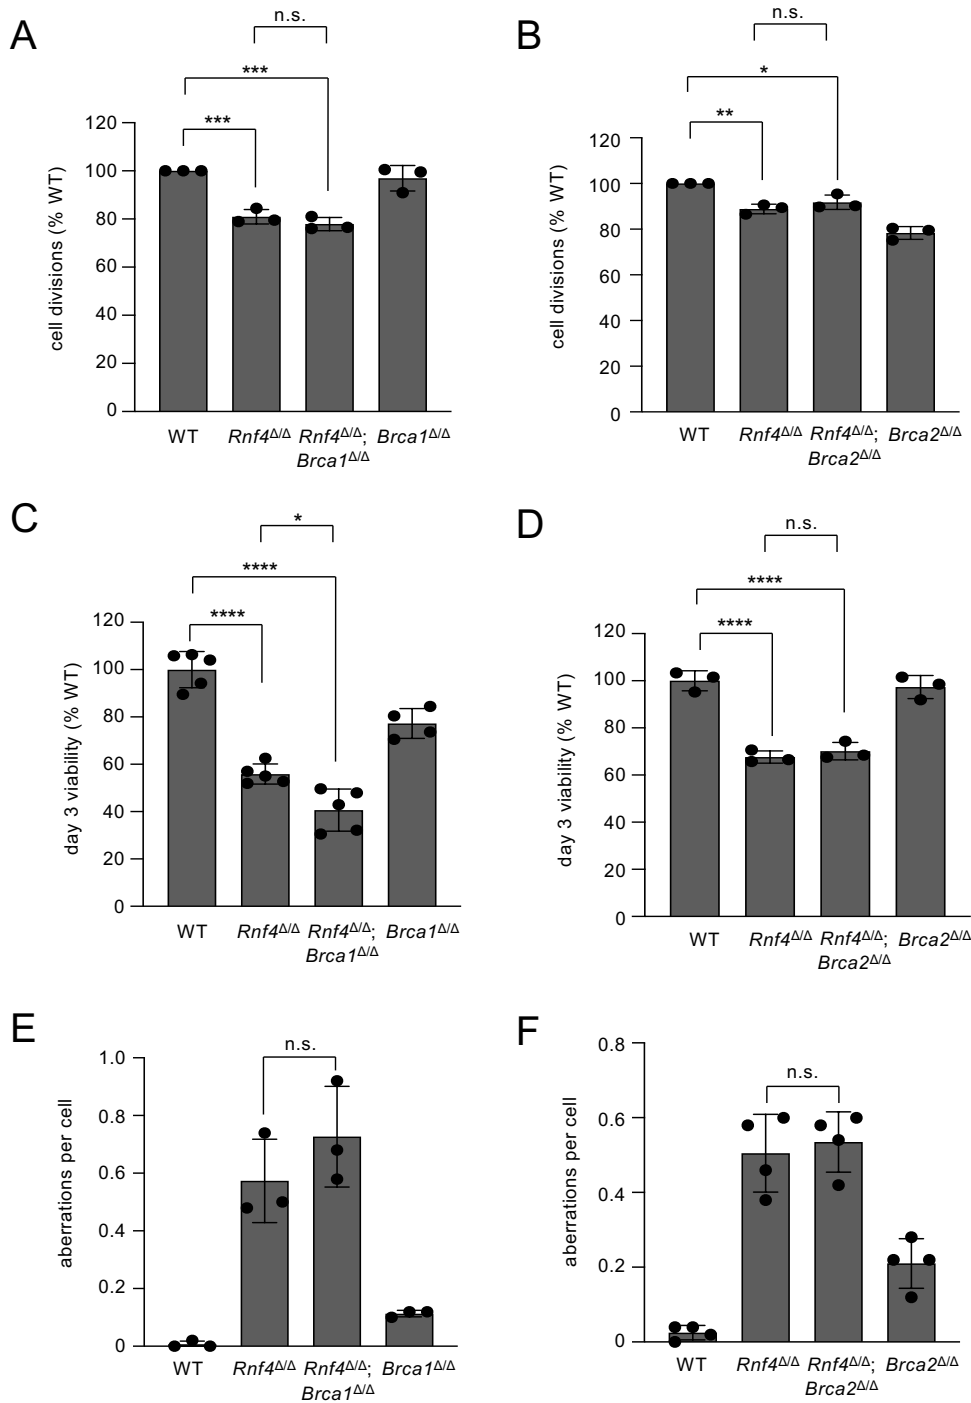 A
n.s.
***
***
120
100
80
60
40
20
0
cell divisions (% WT)
WT
Rnf4Δ/Δ
Rnf4Δ/Δ;
Brca1Δ/Δ
Brca1Δ/Δ
B
n.s.
*
**
120
100
80
60
40
20
0
cell divisions (% WT)
WT
Rnf4Δ/Δ
Rnf4Δ/Δ;
Brca2Δ/Δ
Brca2Δ/Δ
C
*
****
****
120
100
80
60
40
20
0
day 3 viability (% WT)
WT
Rnf4Δ/Δ
Rnf4Δ/Δ;
Brca1Δ/Δ
Brca1Δ/Δ
D
n.s.
****
****
120
100
80
60
40
20
0
day 3 viability (% WT)
WT
Rnf4Δ/Δ
Rnf4Δ/Δ;
Brca2Δ/Δ
Brca2Δ/Δ
E
n.s.
1.0
0.8
0.6
0.4
0.2
0
aberrations per cell
WT
Rnf4Δ/Δ
Rnf4Δ/Δ;
Brca1Δ/Δ
Brca1Δ/Δ
F
n.s.
0.8
0.6
0.4
0.2
0
aberrations per cell
WT
Rnf4Δ/Δ
Rnf4Δ/Δ;
Brca2Δ/Δ
Brca2Δ/Δ